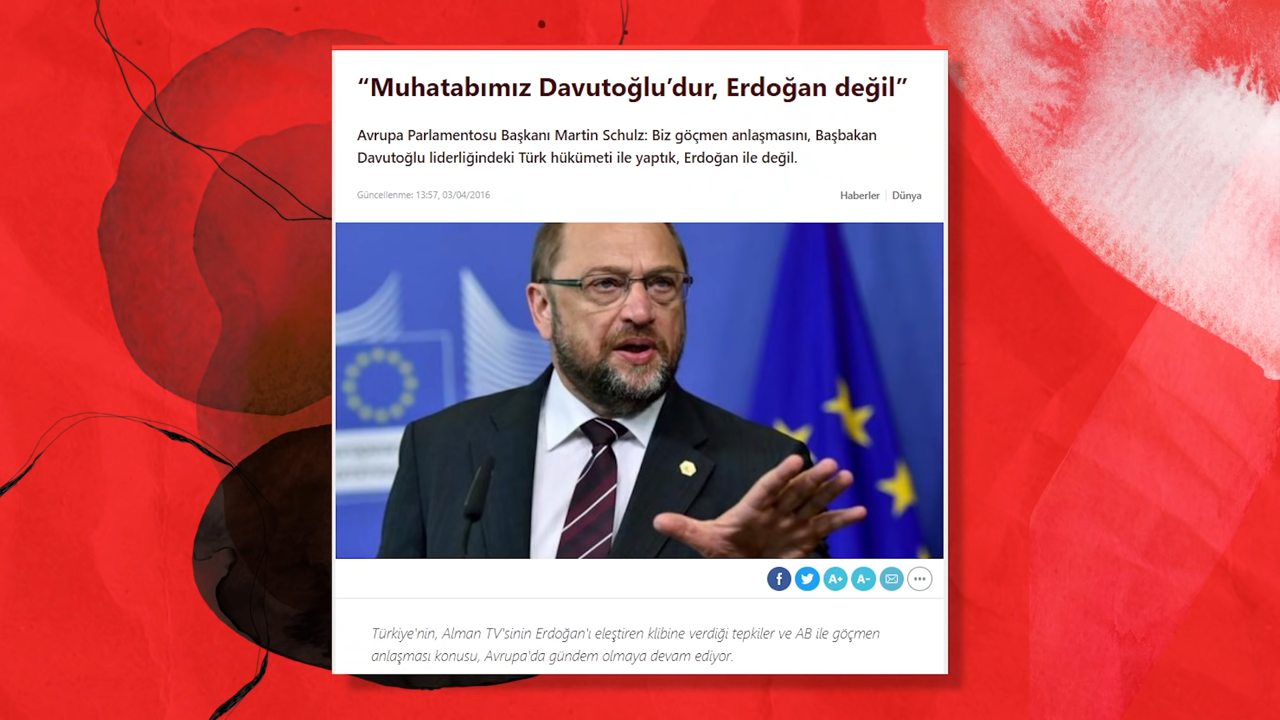 “Muhatabımız Davutoğlu’dur, Erdoğan değil”
Avrupa Parlamentosu Başkanı Martin Schulz: Biz göçmen anlaşmasını, Başbakan
Davutoğlu liderliğindeki Türk hükümeti ile yaptık, Erdoğan ile değil.
Güncellenme: 13:57, 03/04/2016
Haberler | Dünya
f A+ A-
Türkiye'nin, Alman TV'sinin Erdoğan'ı eleştiren klibine verdiği tepkiler ve AB ile göçmen
anlaşması konusu, Avrupa'da gündem olmaya devam ediyor.